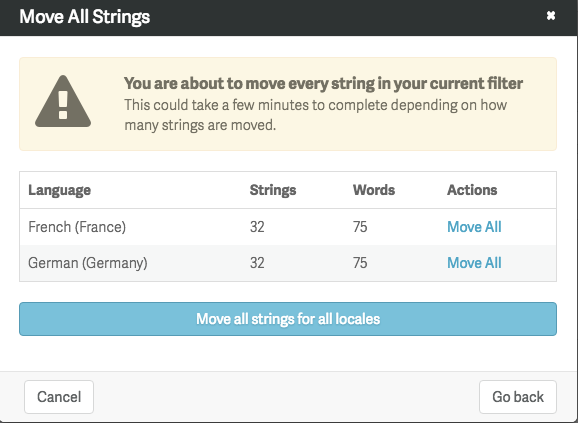 Move All Strings
You are about to move every string in your current filter
This could take a few minutes to complete depending on how
many strings are moved.
Language Strings Words Actions
French (France) 32 75 Move All
German (Germany) 32 75 Move All
Move all strings for all locales
Cancel Go back